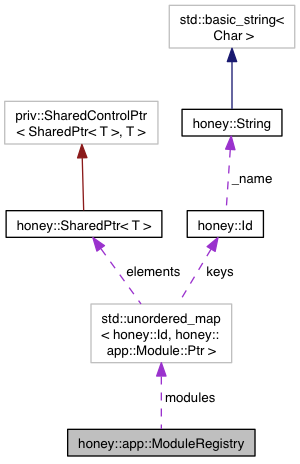 std::basic_string<
Char >
priv::SharedControlPtr
< SharedPtr< T >, T >
honey::String
_name
honey::SharedPtr< T >
honey::Id
elements
keys
std::unordered_map
< honey::Id, honey::
app::Module::Ptr >
modules
honey::app::ModuleRegistry